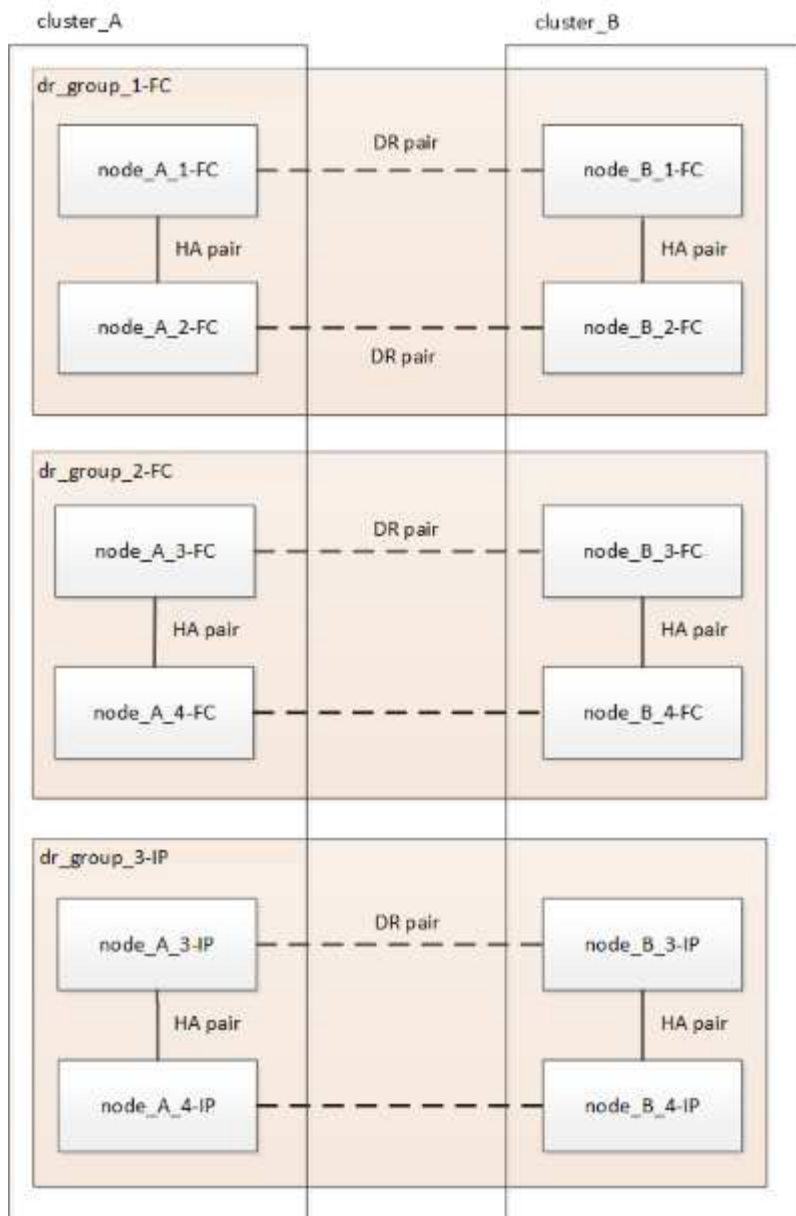 cluster_A
cluster_B
dr_group_1-FC
node_A_1-FC
DR pair
node_B_1-FC
HA pair
HA pair
node_A_2-FC
DR pair
node_B_2-FC
dr_group_2-FC
node_A_3-FC
DR pair
node_B_3-FC
HA pair
HA pair
node_A_4-FC
node_B_4-FC
dr_group_3-IP
node_A_3-IP
DR pair
node_B_3-IP
HA pair
HA pair
node_A_4-IP
node_B_4-IP